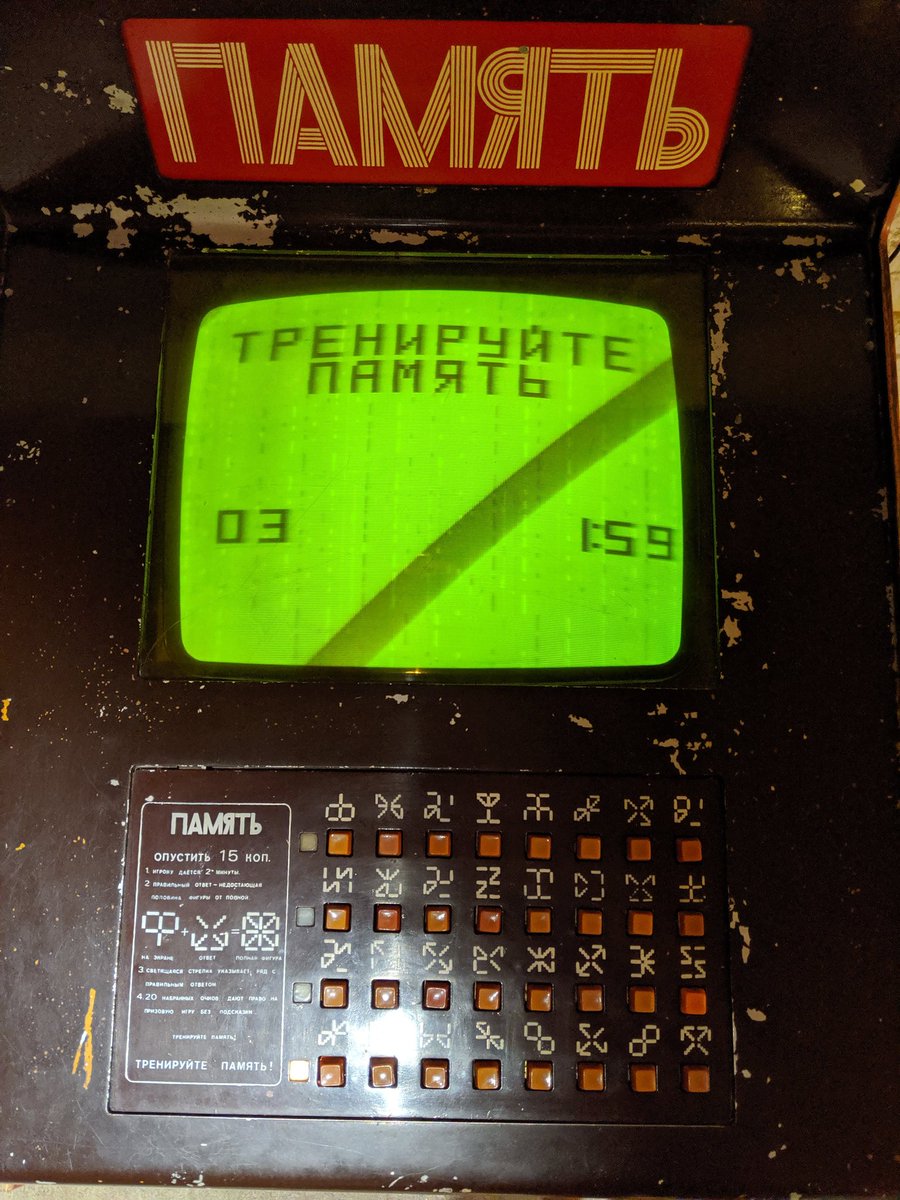 ПАМЯТЬ
ТРЕНИРУЙТЕ
ПАМЯТЬ
03 1:59
ПАМЯТЬ
ОПУСТИТЬ 15 КОП.
1. ИГРОКУ ДАЕТСЯ 2 МИНУТЫ.
2. ПРАВИЛЬНЫЙ ОТВЕТ – НЕДОСТАЮЩАЯ
ПОЛОВИНА ФИГУРЫ ОТ ПОЛНОЙ.
+ =
НА ЭКРАНЕ ОТВЕТ ПОЛНАЯ ФИГУРА
3. СВЕТЯЩАЯСЯ СТРЕЛКА УКАЗЫВАЕТ РЯД С
ПРАВИЛЬНЫМ ОТВЕТОМ
4. 20 НАБРАННЫХ ОЧКОВ ДАЮТ ПРАВО НА
ПРИЗОВУЮ ИГРУ БЕЗ ПОДСКАЗКИ
ТРЕНИРУЙТЕ ПАМЯТЬ!
ТРЕНИРУЙТЕ ПАМЯТЬ!